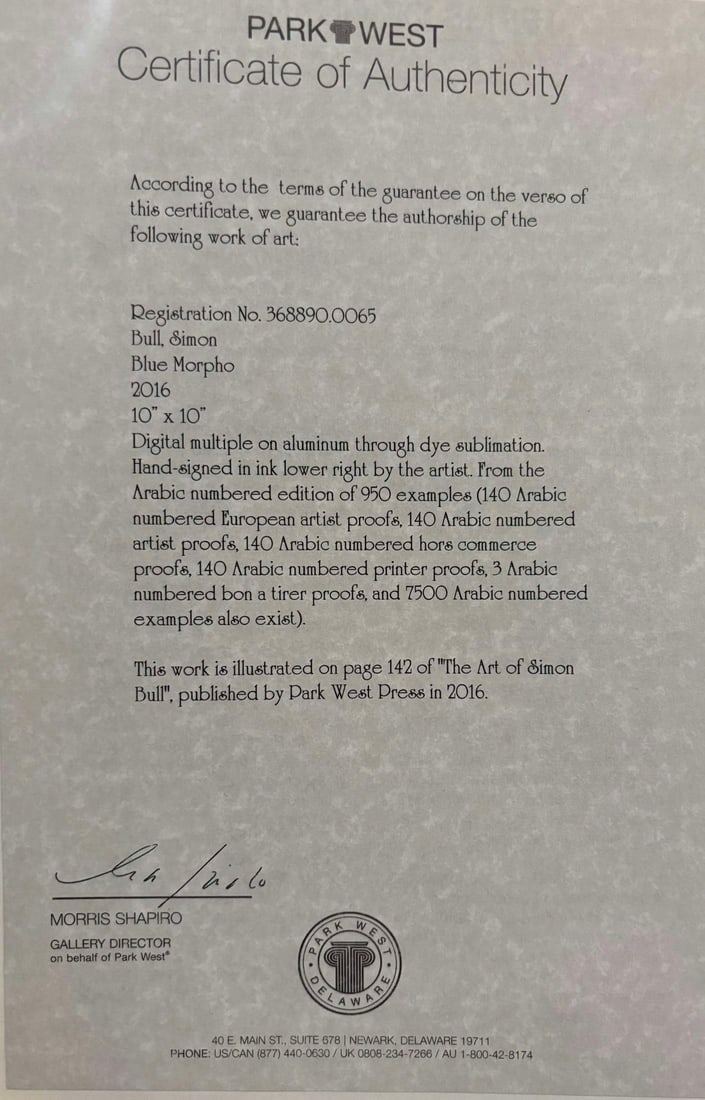 PARK WEST
Certificate of Authenticity
According to the terms of the guarantee on the verso of
this certificate, we guarantee the authorship of the
following work of art:
Registration No. 368890.0065
Bull, Simon
Blue Morpho
2016
10" x 10"
Digital multiple on aluminum through dye sublimation.
Hand-signed in ink lower right by the artist. From the
Arabic numbered edition of 950 examples (140 Arabic
numbered European artist proofs, 140 Arabic numbered
artist proofs, 140 Arabic numbered hors commerce
proofs, 140 Arabic numbered printer proofs, 3 Arabic
numbered bon a tirer proofs, and 7500 Arabic numbered
examples also exist).
This work is illustrated on page 142 of "The Art of Simon
Bull", published by Park West Press in 2016.
MORRIS SHAPIRO
GALLERY DIRECTOR
on behalf of Park West®
PARK WEST
DELAWARE
40 E. MAIN ST., SUITE 678 | NEWARK, DELAWARE 19711
PHONE: US/CAN (877) 440-0630 / UK 0808-234-7266 / AU 1-800-42-8174